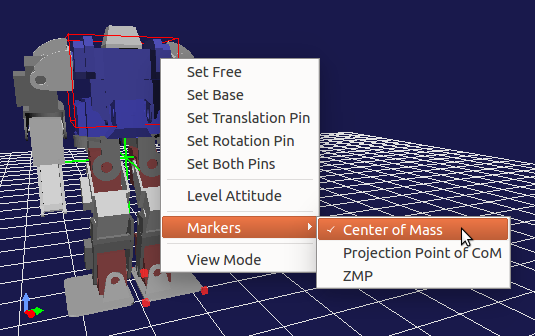 Set Free
Set Base
Set Translation Pin
Set Rotation Pin
Set Both Pins
Level Attitude
Markers
View Mode
Center of Mass
Projection Point of CoM
ZMP